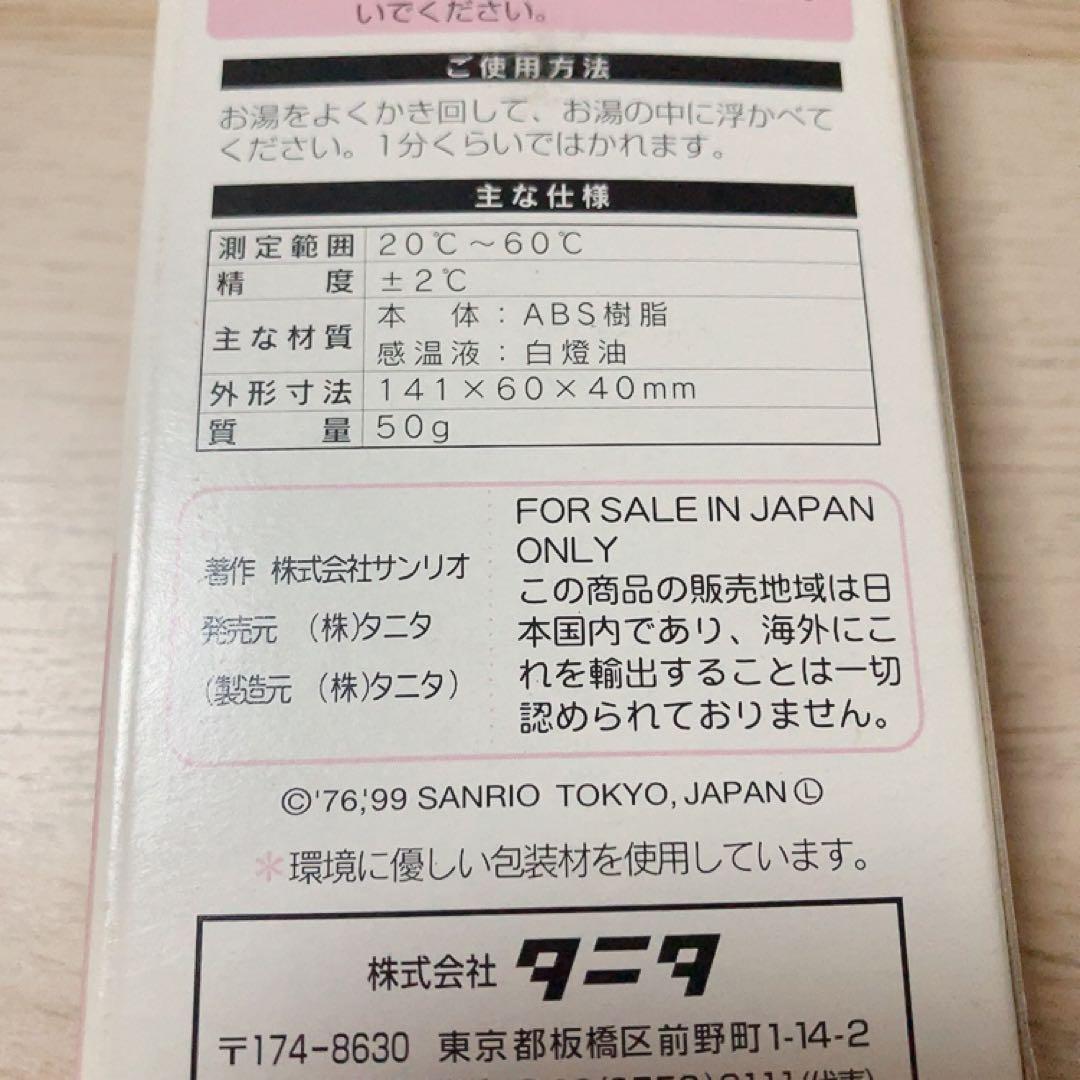 いでください。
ご使用方法
お湯をよくかき回して、お湯の中に浮かべて
ください。1分くらいではかれます。
主な仕様
測定範囲 20℃～60℃
精度 ±2℃
主な材質 本体：ABS樹脂
感温液：白燈油
外形寸法 141×60×40mm
質量 50g
著作 株式会社サンリオ
発売元 (株)タニタ
(製造元 (株)タニタ)
FOR SALE IN JAPAN
ONLY
この商品の販売地域は日
本国内であり、海外にこ
れを輸出することは一切
認められておりません。
©'76,'99 SANRIO TOKYO, JAPAN Ⓛ
＊環境に優しい包装材を使用しています。
株式会社 タニタ
〒174-8630 東京都板橋区前野町1-14-2